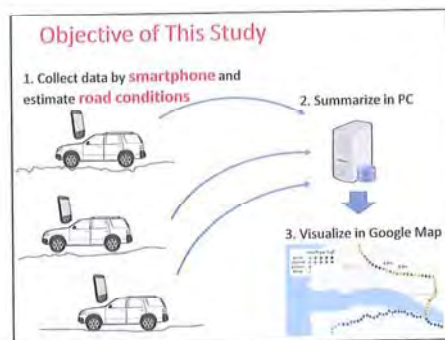 Objective of This Study
1. Collect data by smartphone and
estimate road conditions
2. Summarize in PC
3. Visualize in Google Map